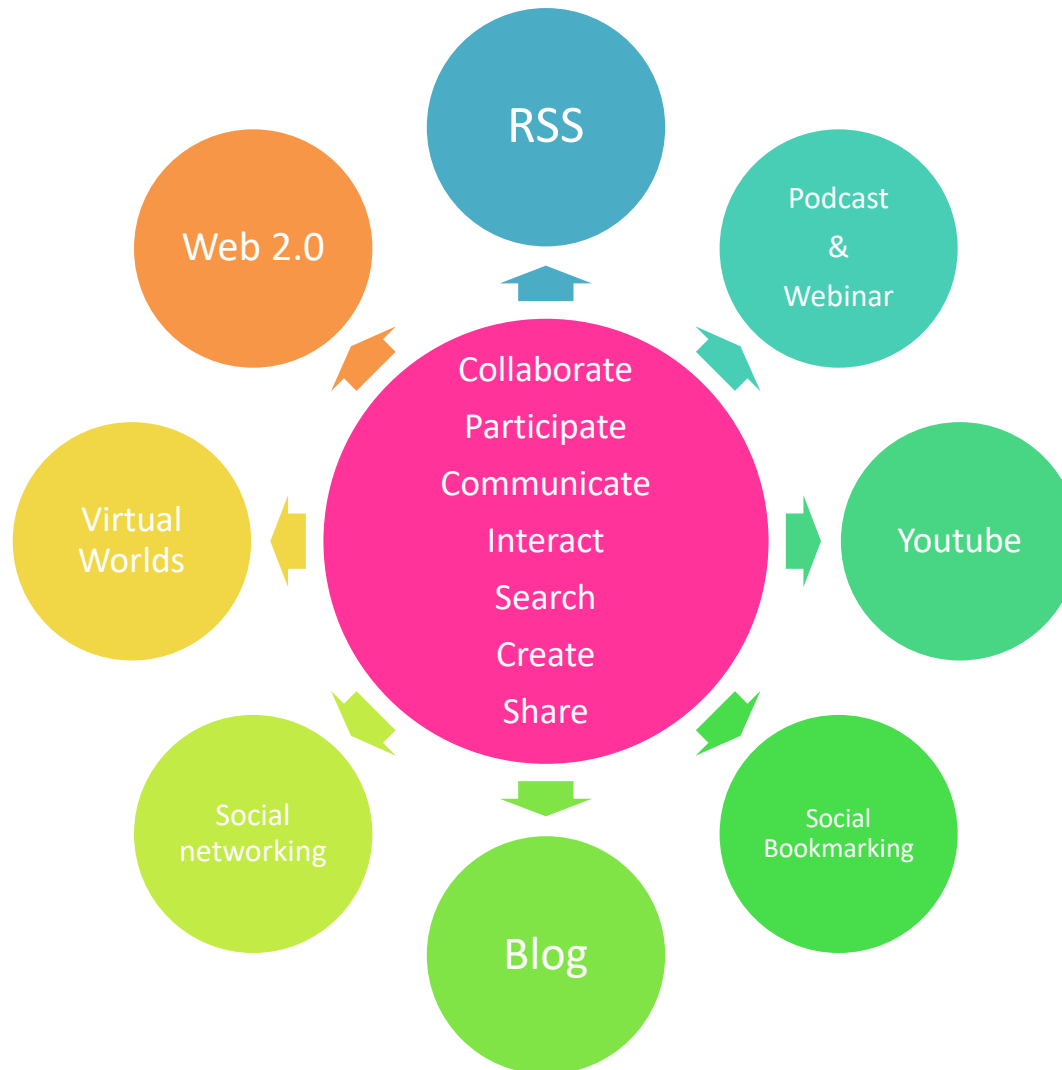 RSS
Podcast
&
Webinar
Youtube
Social
Bookmarking
Blog
Social
networking
Virtual
Worlds
Web 2.0
Collaborate
Participate
Communicate
Interact
Search
Create
Share